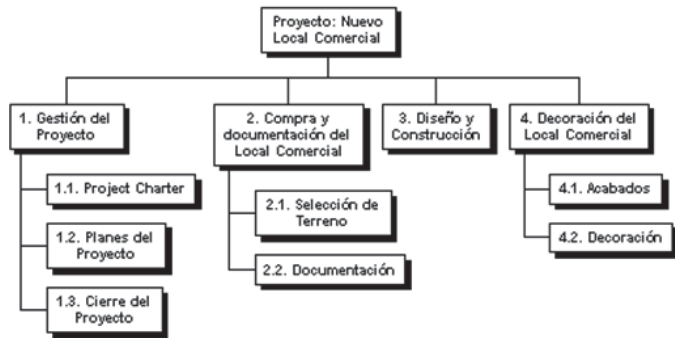 Proyecto: Nuevo
Local Comercial
1. Gestión del
Proyecto
2. Compra y
documentación del
Local Comercial
3. Diseño y
Construcción
4. Decoración del
Local Comercial
1.1. Project Charter
1.2. Planes del
Proyecto
1.3. Cierre del
Proyecto
2.1. Selección de
Terreno
2.2. Documentación
4.1. Acabados
4.2. Decoración